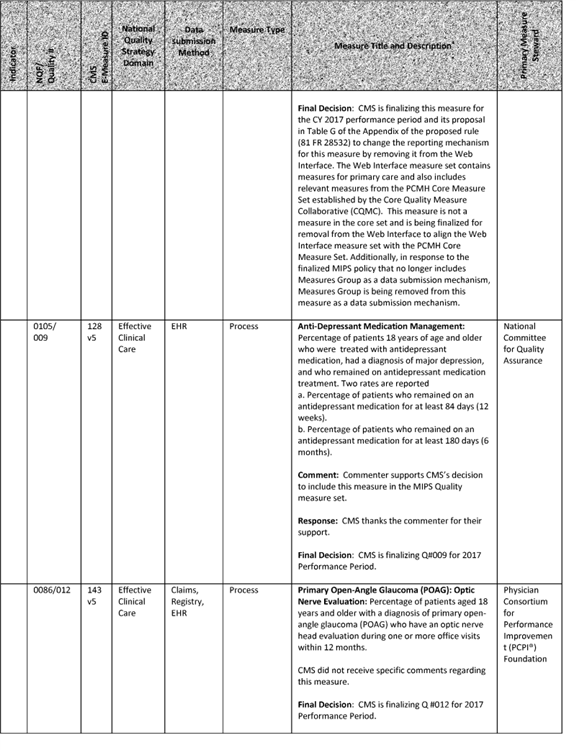 Indicator
NQF/
Quality #
CMS
E-Measure ID
National
Quality
Strategy
Domain
Data
submission
Method
Measure Type
Measure Title and Description*
Primary Measure
Steward
Final Decision: CMS is finalizing this measure for
the CY 2017 performance period and its proposal
in Table G of the Appendix of the proposed rule
(81 FR 28532) to change the reporting mechanism
for this measure by removing it from the Web
Interface. The Web Interface measure set contains
measures for primary care and also includes
relevant measures from the PCMH Core Measure
Set established by the Core Quality Measure
Collaborative (CQMC). This measure is not a
measure in the core set and is being finalized for
removal from the Web Interface to align the Web
Interface measure set with the PCMH Core
Measure Set. Additionally, in response to the
finalized MIPS policy that no longer includes
Measures Group as a data submission mechanism,
Measures Group is being removed from this
measure as a data submission mechanism.
0105/
009
128
v5
Effective
Clinical
Care
EHR
Process
Anti-Depressant Medication Management:
Percentage of patients 18 years of age and older
who were treated with antidepressant
medication, had a diagnosis of major depression,
and who remained on antidepressant medication
treatment. Two rates are reported
a. Percentage of patients who remained on an
antidepressant medication for at least 84 days (12
weeks).
b. Percentage of patients who remained on an
antidepressant medication for at least 180 days (6
months).
Comment: Commenter supports CMS's decision
to include this measure in the MIPS Quality
measure set.
Response: CMS thanks the commenter for their
support.
Final Decision: CMS is finalizing Q#009 for 2017
Performance Period.
National
Committee
for Quality
Assurance
0086/012
143
v5
Effective
Clinical
Care
Claims,
Registry,
EHR
Process
Primary Open-Angle Glaucoma (POAG): Optic
Nerve Evaluation: Percentage of patients aged 18
years and older with a diagnosis of primary open-
angle glaucoma (POAG) who have an optic nerve
head evaluation during one or more office visits
within 12 months.
CMS did not receive specific comments regarding
this measure.
Final Decision: CMS is finalizing Q #012 for 2017
Performance Period.
Physician
Consortium
for
Performance
Improvemen
t (PCPI®)
Foundation